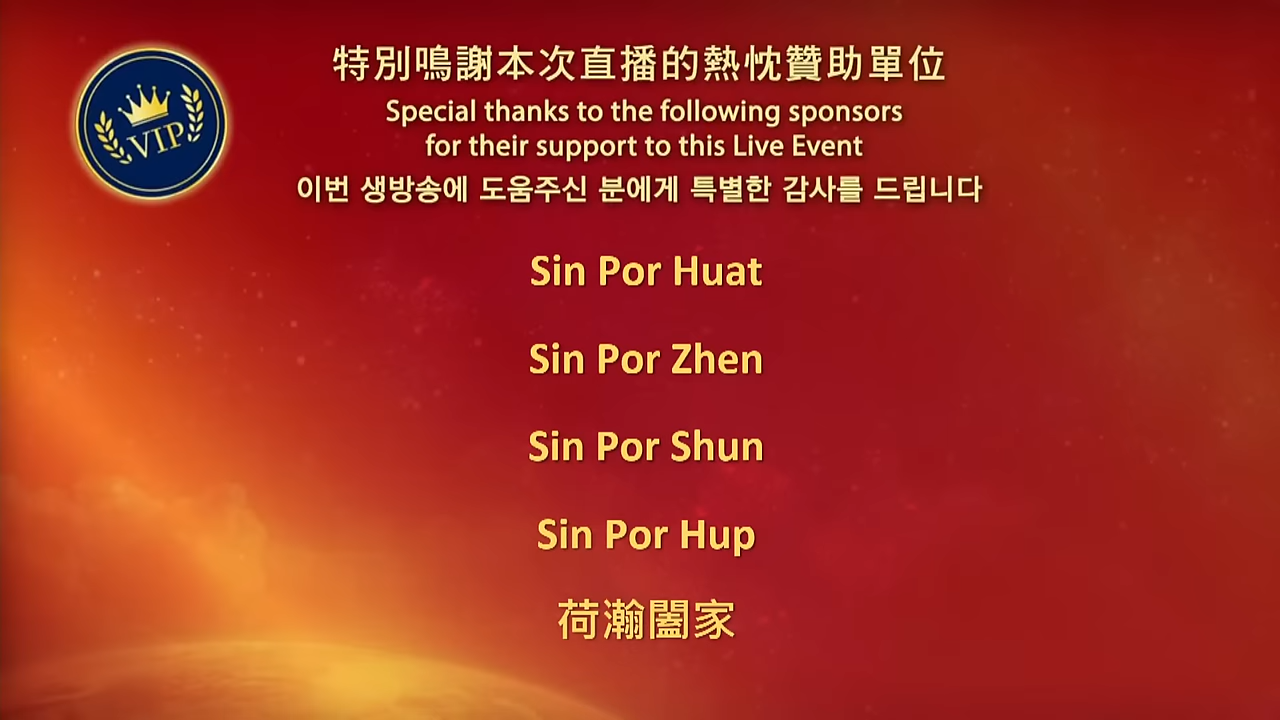 VIP
特別鳴謝本次直播的熱忱贊助單位
Special thanks to the following sponsors
for their support to this Live Event
이번 생방송에 도움주신 분에게 특별한 감사를 드립니다
Sin Por Huat
Sin Por Zhen
Sin Por Shun
Sin Por Hup
荷瀚闔家